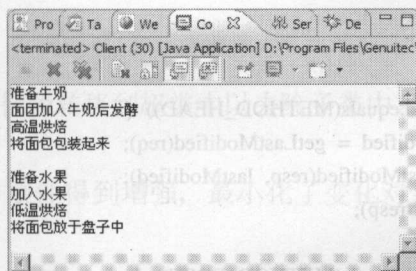 Pro Ta We Co Ser De
<terminated> Client (30) [Java Application] D:\Program Files\Genuitec\
准备牛奶
面团加入牛奶后发酵
高温烘焙
将面包包装起来
准备水果
加入水果
低温烘焙
将面包放于盘子中